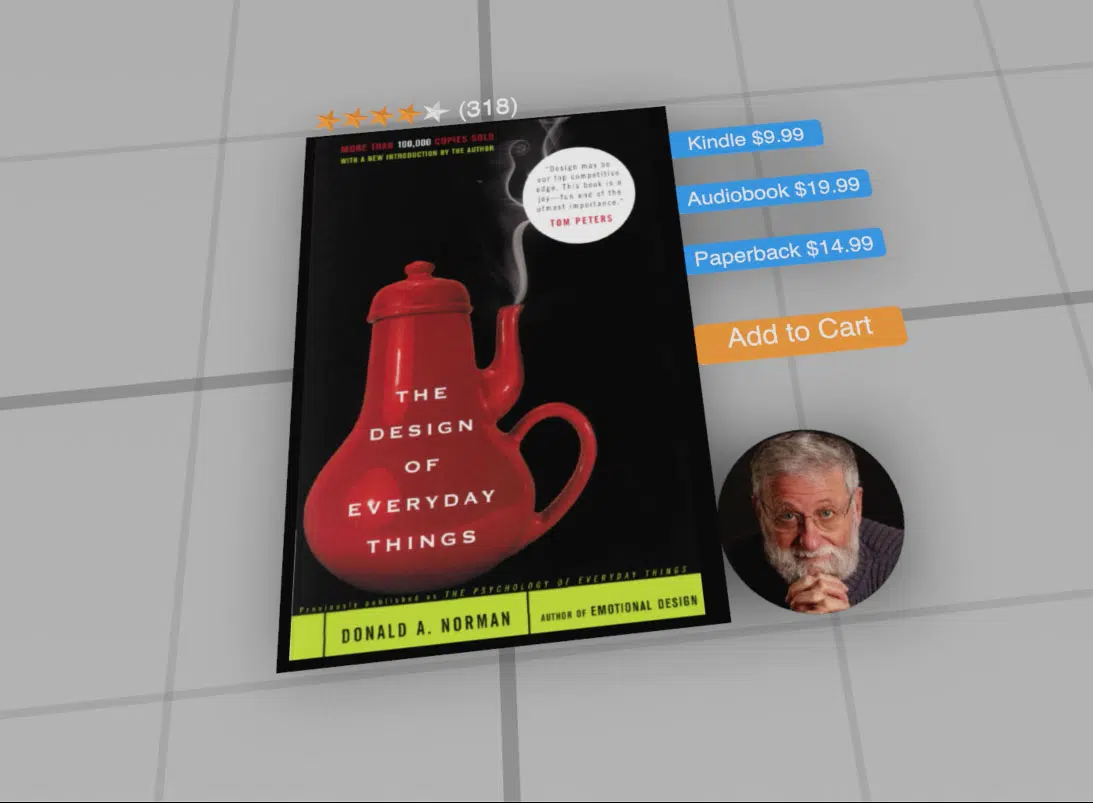 (318)
MORE THAN 100,000 COPIES SOLD
WITH A NEW INTRODUCTION BY THE AUTHOR
"Design may be
our top competitive
edge. This book is a
joy—fun and of the
utmost importance."
TOM PETERS
Kindle $9.99
Audiobook $19.99
Paperback $14.99
Add to Cart
THE
DESIGN
OF
EVERYDAY
THINGS
Previously published as THE PSYCHOLOGY OF EVERYDAY THINGS
DONALD A. NORMAN
AUTHOR OF EMOTIONAL DESIGN